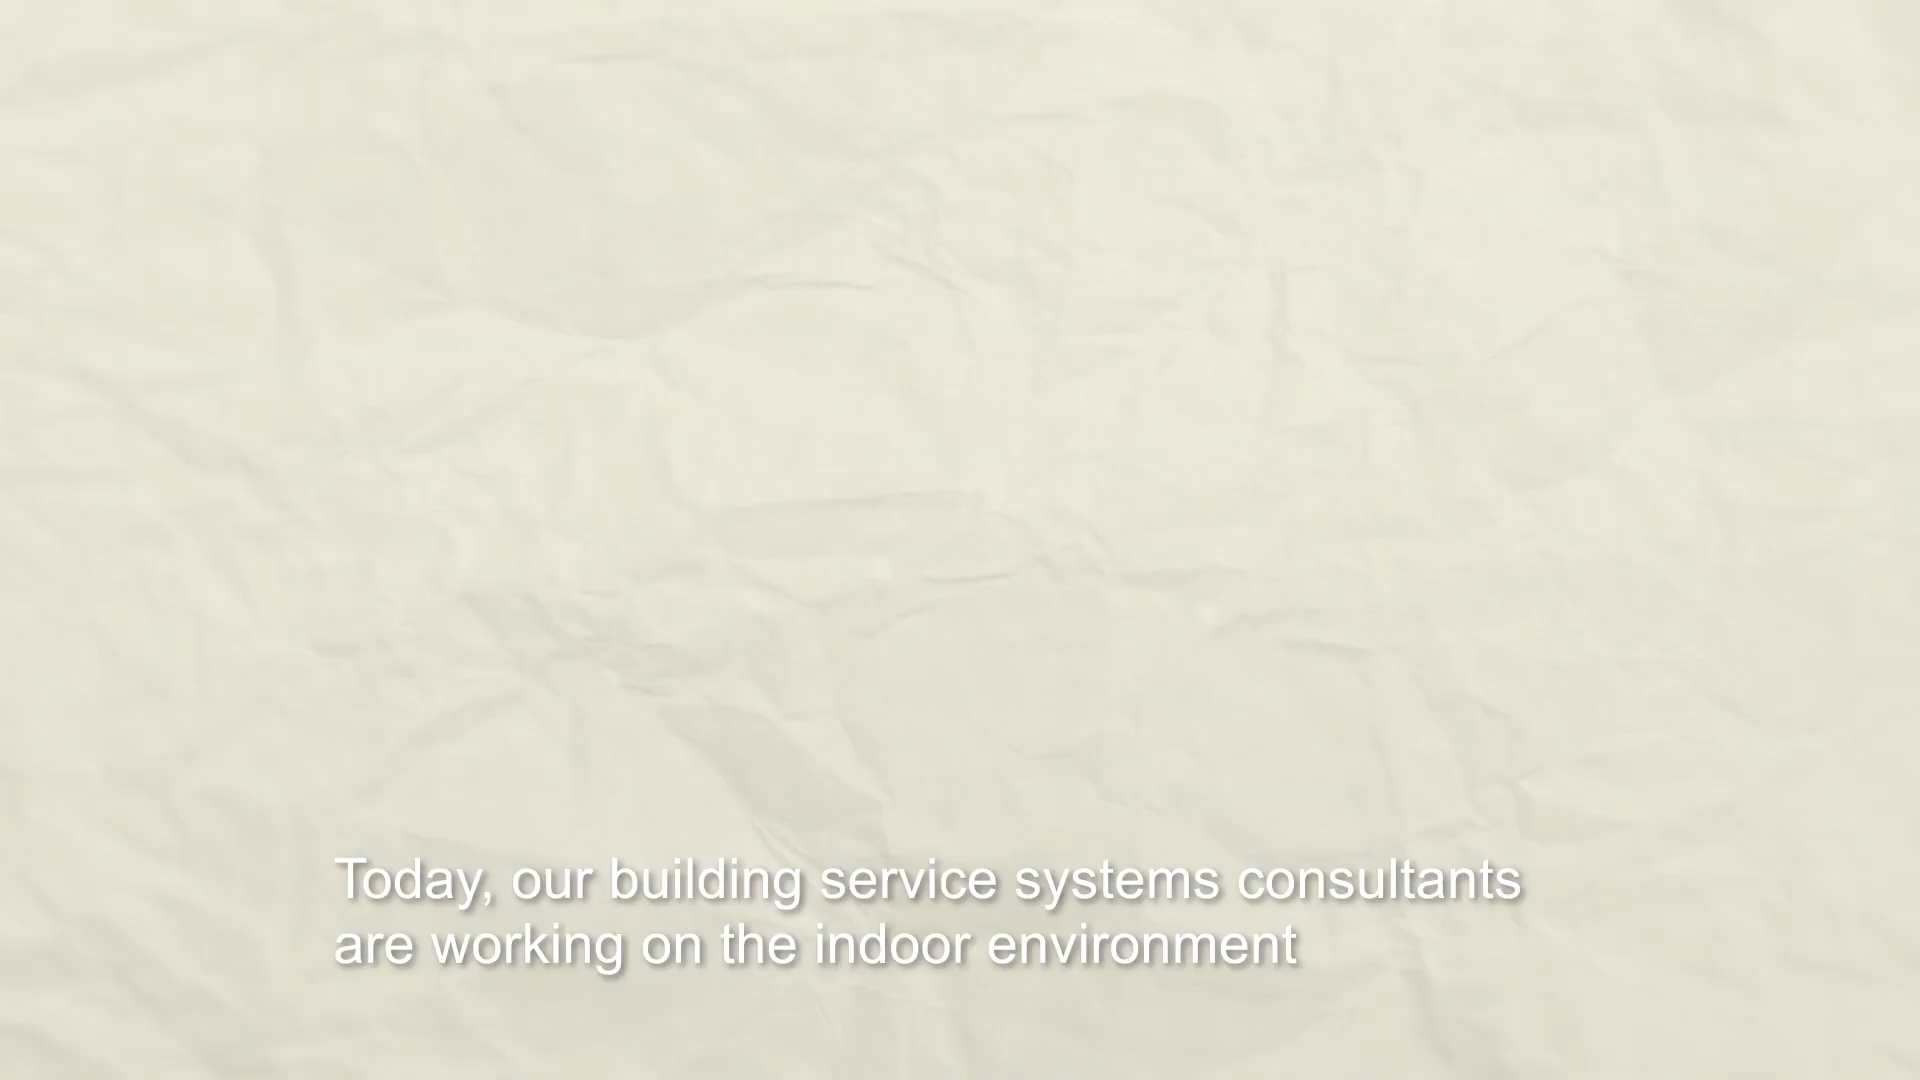 Today, our building service systems consultants
are working on the indoor environment